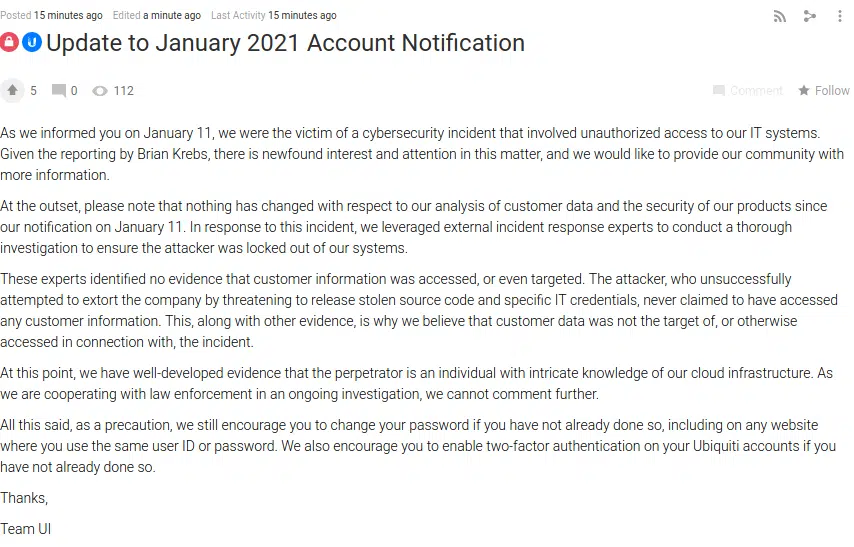 Posted 15 minutes ago Edited a minute ago Last Activity 15 minutes ago
Update to January 2021 Account Notification
5 0 112 Comment Follow
As we informed you on January 11, we were the victim of a cybersecurity incident that involved unauthorized access to our IT systems.
Given the reporting by Brian Krebs, there is newfound interest and attention in this matter, and we would like to provide our community with
more information.
At the outset, please note that nothing has changed with respect to our analysis of customer data and the security of our products since
our notification on January 11. In response to this incident, we leveraged external incident response experts to conduct a thorough
investigation to ensure the attacker was locked out of our systems.
These experts identified no evidence that customer information was accessed, or even targeted. The attacker, who unsuccessfully
attempted to extort the company by threatening to release stolen source code and specific IT credentials, never claimed to have accessed
any customer information. This, along with other evidence, is why we believe that customer data was not the target of, or otherwise
accessed in connection with, the incident.
At this point, we have well-developed evidence that the perpetrator is an individual with intricate knowledge of our cloud infrastructure. As
we are cooperating with law enforcement in an ongoing investigation, we cannot comment further.
All this said, as a precaution, we still encourage you to change your password if you have not already done so, including on any website
where you use the same user ID or password. We also encourage you to enable two-factor authentication on your Ubiquiti accounts if you
have not already done so.
Thanks,
Team UI